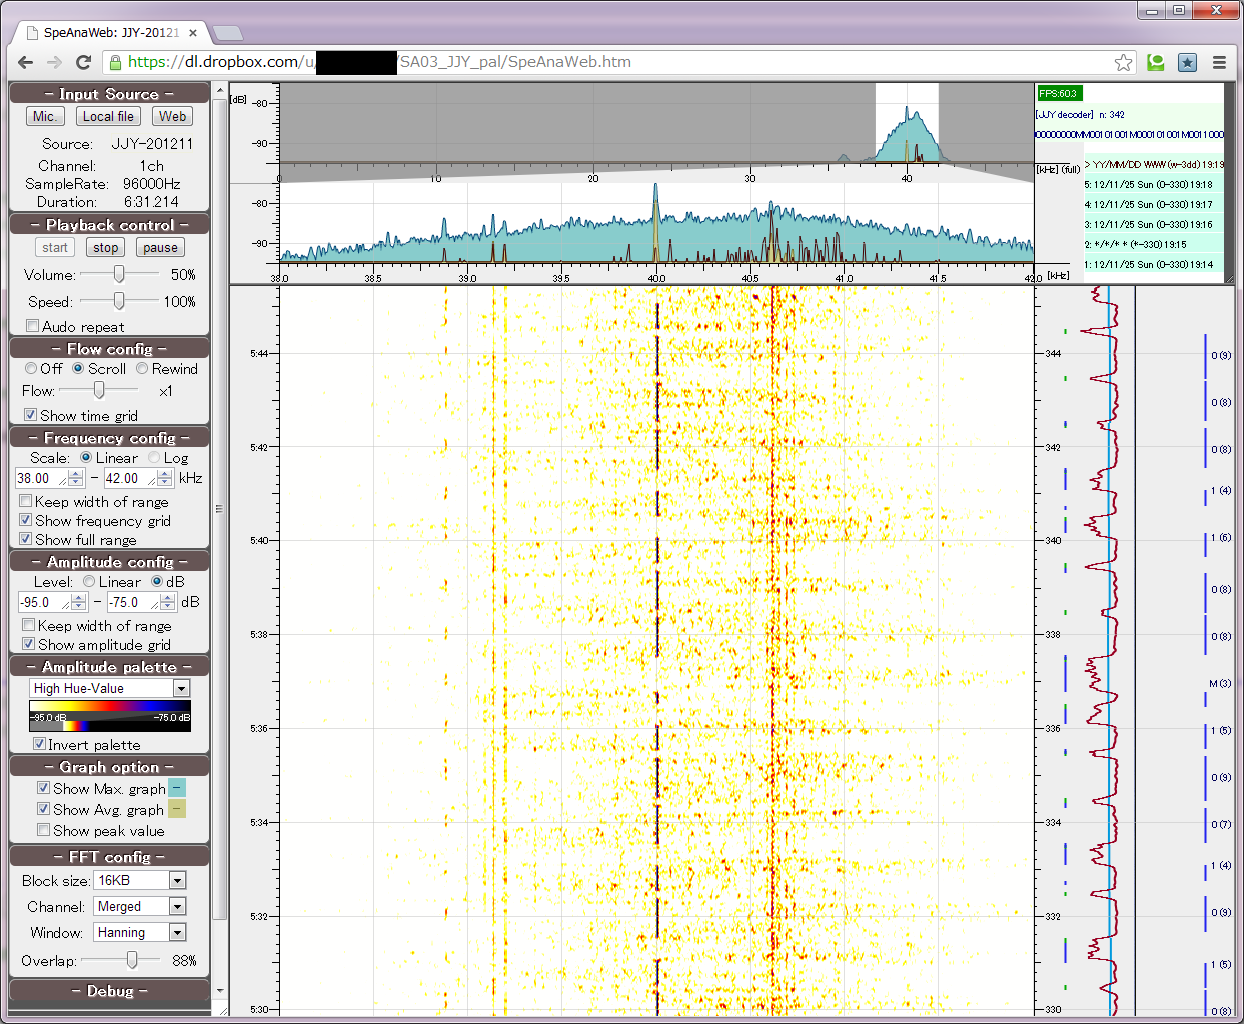 SpeAnaWeb: JJY-20121
https://dl.dropbox.com/u/ /SA03_JJY_pal/SpeAnaWeb.htm
- Input Source -
Mic. Local file Web
Source: JJY-201211
Channel: 1ch
SampleRate: 96000Hz
Duration: 6:31.214
- Playback control -
start stop pause
Volume: 50%
Speed: 100%
Audo repeat
- Flow config -
Off Scroll Rewind
Flow: x1
Show time grid
- Frequency config -
Scale: Linear Log
38.00 - 42.00 kHz
Keep width of range
Show frequency grid
Show full range
- Amplitude config -
Level: Linear dB
-95.0 - -75.0 dB
Keep width of range
Show amplitude grid
- Amplitude palette -
High Hue-Value
-95.0 dB -75.0 dB
Invert palette
- Graph option -
Show Max. graph -
Show Avg. graph -
Show peak value
- FFT config -
Block size: 16KB
Channel: Merged
Window: Hanning
Overlap: 88%
- Debug -
[dB] -80
-90
0 10 20 30 40 [kHz] (full)
-80
-90
38.0 38.5 39.0 39.5 40.0 40.5 41.0 41.5 42.0 [kHz]
FPS:60.3
[JJY decoder] n: 342
00000000MM00101001M000101001M0011000
> YY/MM/DD WWW (w-3dd) 19:19
5: 12/11/25 Sun (0-330) 19:18
4: 12/11/25 Sun (0-330) 19:17
3: 12/11/25 Sun (0-330) 19:16
2: */*/* * (*-330) 19:15
1: 12/11/25 Sun (0-330) 19:14
5:44
5:42
5:40
5:38
5:36
5:34
5:32
5:30
344
342
340
338
336
334
332
330
0 (9)
0 (8)
0 (8)
1 (4)
1 (6)
0 (8)
0 (8)
M (3)
1 (5)
0 (9)
0 (7)
1 (4)
0 (9)
1 (5)
0 (8)